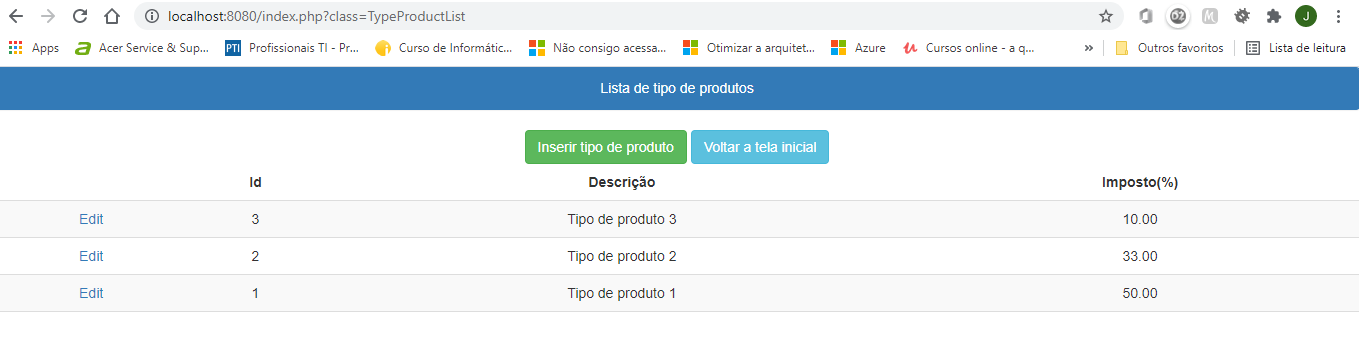 localhost:8080/index.php?class=TypeProductList
J
Apps
Acer Service & Sup...
PTI
Profissionais TI - Pr...
Curso de Informátic...
Não consigo acessa...
Otimizar a arquitet...
Azure
Cursos online - a q...
»
Outros favoritos
Lista de leitura
Lista de tipo de produtos
Inserir tipo de produto Voltar a tela inicial
Id Descrição Imposto(%)
Edit 3 Tipo de produto 3 10.00
Edit 2 Tipo de produto 2 33.00
Edit 1 Tipo de produto 1 50.00